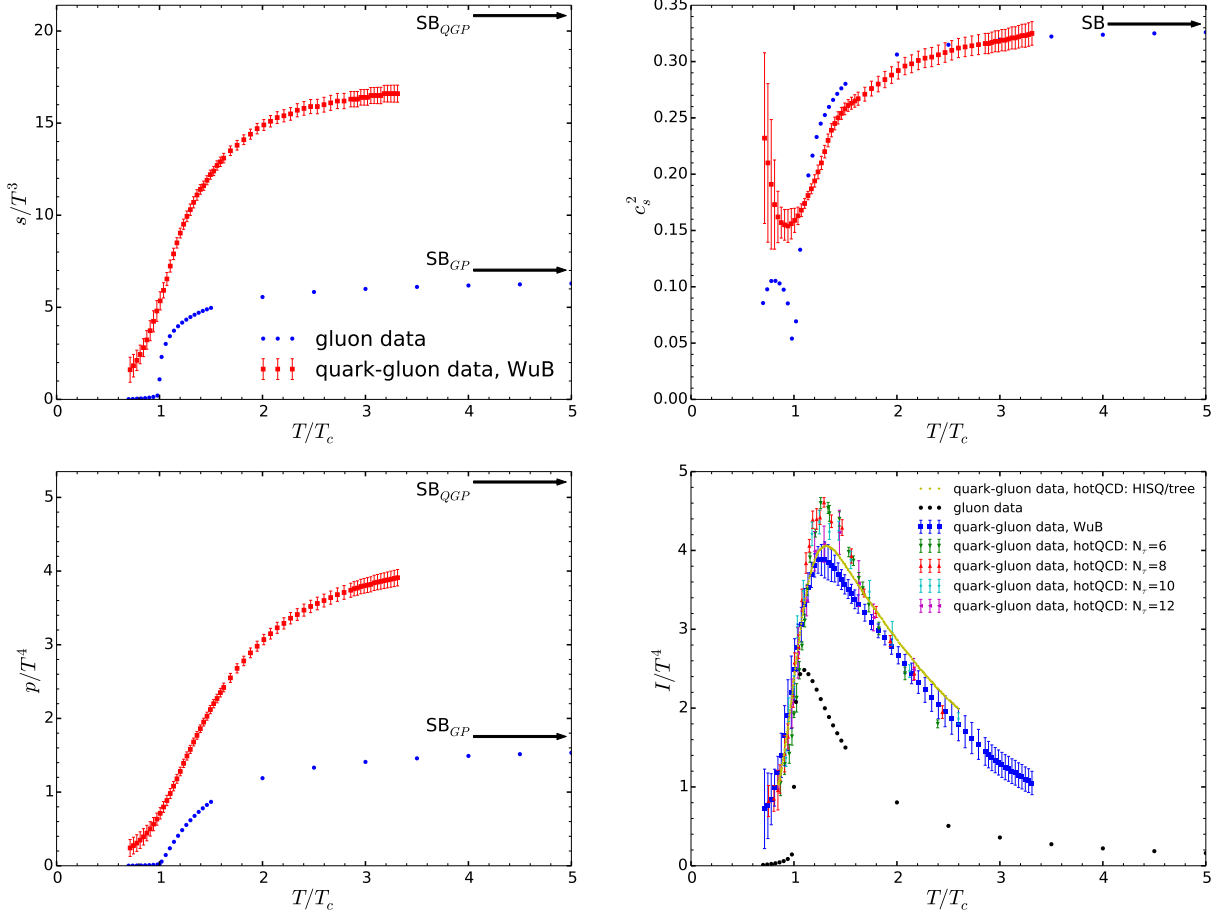 20
15
10
5
0
0 1 2 3 4 5
s/T³
T/T_c
SB_QGP
SB_GP
gluon data
quark-gluon data, WuB
0.35
0.30
0.25
0.20
0.15
0.10
0.05
0.00
0 1 2 3 4 5
c_s²
T/T_c
SB
5
4
3
2
1
0
0 1 2 3 4 5
p/T⁴
T/T_c
SB_QGP
SB_GP
5
4
3
2
1
0
0 1 2 3 4 5
I/T⁴
T/T_c
quark-gluon data, hotQCD: HISQ/tree
gluon data
quark-gluon data, WuB
quark-gluon data, hotQCD: N_τ=6
quark-gluon data, hotQCD: N_τ=8
quark-gluon data, hotQCD: N_τ=10
quark-gluon data, hotQCD: N_τ=12